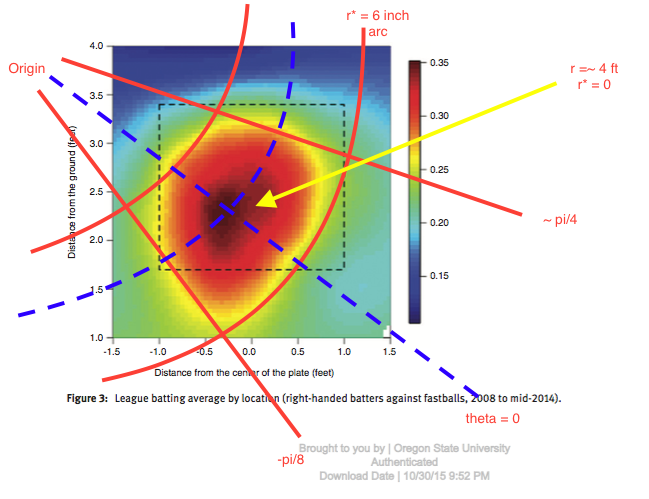 r* = 6 inch
arc
Origin
r =~ 4 ft
r* = 0
4.0
3.5
3.0
2.5
2.0
1.5
1.0
Distance from the ground (feet)
0.35
0.30
0.25
0.20
0.15
~ pi/4
-1.5 -1.0 -0.5 0.0 0.5 1.0 1.5
Distance from the center of the plate (feet)
Figure 3: League batting average by location (right-handed batters against fastballs, 2008 to mid-2014).
theta = 0
-pi/8
Brought to you by | Oregon State University
Authenticated
Download Date | 10/30/15 9:52 PM